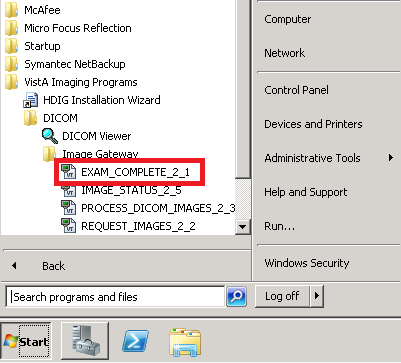 McAfee
Micro Focus Reflection
Startup
Symantec NetBackup
VistA Imaging Programs
HDIG Installation Wizard
DICOM
DICOM Viewer
Image Gateway
EXAM_COMPLETE_2_1
IMAGE_STATUS_2_5
PROCESS_DICOM_IMAGES_2_3
REQUEST_IMAGES_2_2
Back
Search programs and files
Computer
Network
Control Panel
Devices and Printers
Administrative Tools
Help and Support
Run...
Windows Security
Log off
Start